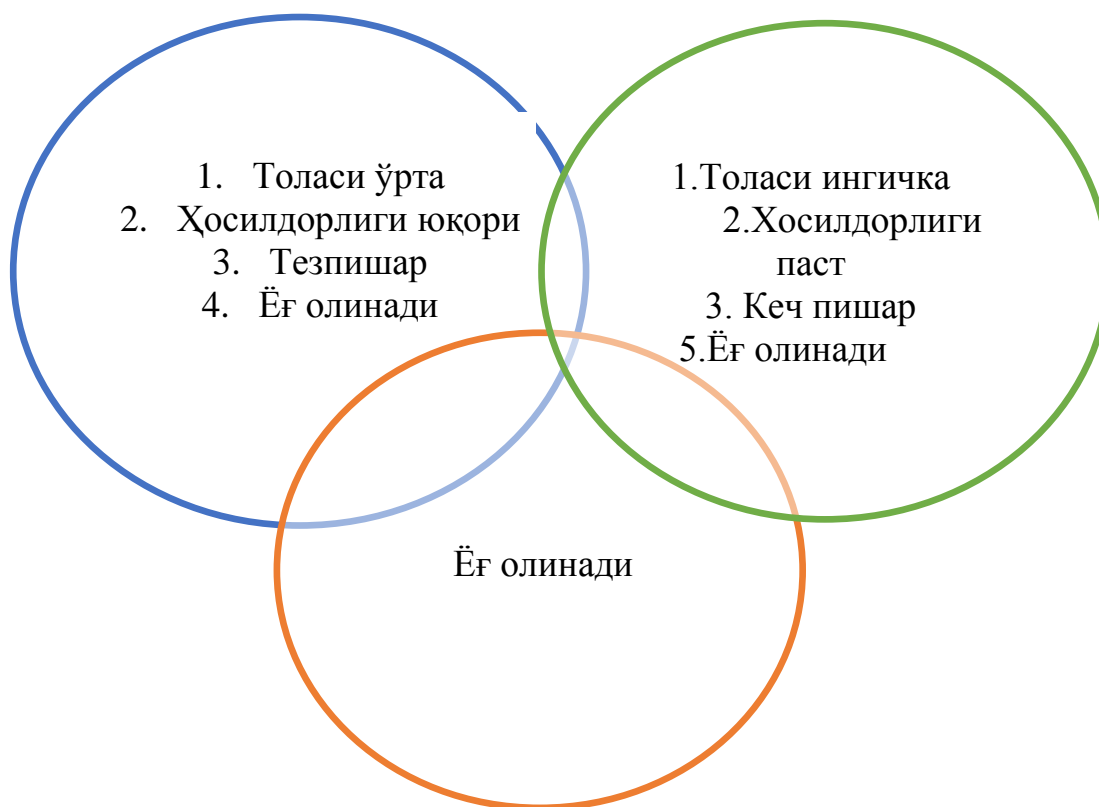 1. Толаси ўрта
2. Ҳосилдорлиги юқори
3. Тезпишар
4. Ёғ олинади
1.Толаси ингичка
2.Хосилдорлиги
паст
3. Кеч пишар
5.Ёғ олинади
Ёғ олинади